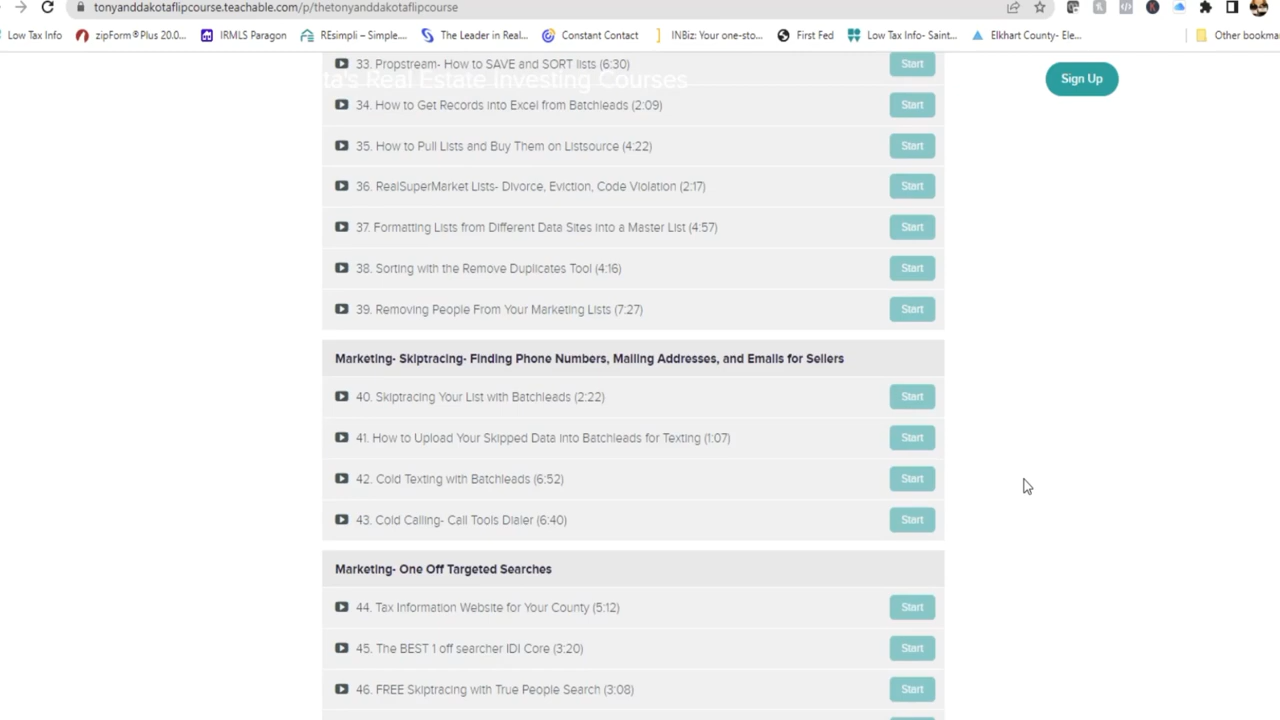 tonyanddakotaflipcourse.teachable.com/p/thetonyanddakotaflipcourse
Low Tax Info zipForm®Plus 20.0... IRMLS Paragon REsimpli – Simple.... The Leader in Real... Constant Contact INBiz: Your one-sto... First Fed Low Tax Info- Saint... Elkhart County- Ele... Other bookma
33. Propstream- How to SAVE and SORT lists (6:30) Start
ta's Real Estate Investing Courses Sign Up
34. How to Get Records into Excel from Batchleads (2:09) Start
35. How to Pull Lists and Buy Them on Listsource (4:22) Start
36. RealSuperMarket Lists- Divorce, Eviction, Code Violation (2:17) Start
37. Formatting Lists from Different Data Sites into a Master List (4:57) Start
38. Sorting with the Remove Duplicates Tool (4:16) Start
39. Removing People From Your Marketing Lists (7:27) Start
Marketing- Skiptracing- Finding Phone Numbers, Mailing Addresses, and Emails for Sellers
40. Skiptracing Your List with Batchleads (2:22) Start
41. How to Upload Your Skipped Data into Batchleads for Texting (1:07) Start
42. Cold Texting with Batchleads (6:52) Start
43. Cold Calling- Call Tools Dialer (6:40) Start
Marketing- One Off Targeted Searches
44. Tax Information Website for Your County (5:12) Start
45. The BEST 1 off searcher IDI Core (3:20) Start
46. FREE Skiptracing with True People Search (3:08) Start